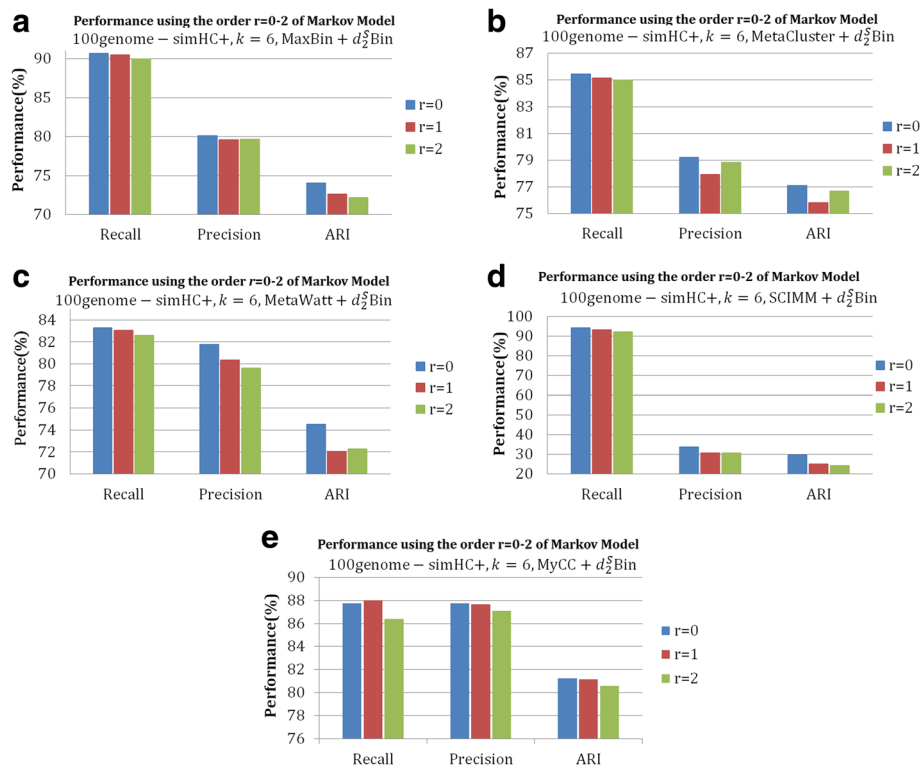 a
Performance using the order r=0-2 of Markov Model
100genome − simHC+, k = 6, MaxBin + d₂ˢBin
Performance(%)
90
85
80
75
70
Recall
Precision
ARI
r=0
r=1
r=2
b
Performance using the order r=0-2 of Markov Model
100genome − simHC+, k = 6, MetaCluster + d₂ˢBin
Performance(%)
87
85
83
81
79
77
75
Recall
Precision
ARI
r=0
r=1
r=2
c
Performance using the order r=0-2 of Markov Model
100genome − simHC+, k = 6, MetaWatt + d₂ˢBin
Performance(%)
84
82
80
78
76
74
72
70
Recall
Precision
ARI
r=0
r=1
r=2
d
Performance using the order r=0-2 of Markov Model
100genome − simHC+, k = 6, SCIMM + d₂ˢBin
Performance(%)
100
90
80
70
60
50
40
30
20
Recall
Precision
ARI
r=0
r=1
r=2
e
Performance using the order r=0-2 of Markov Model
100genome − simHC+, k = 6, MyCC + d₂ˢBin
Performance(%)
90
88
86
84
82
80
78
76
Recall
Precision
ARI
r=0
r=1
r=2